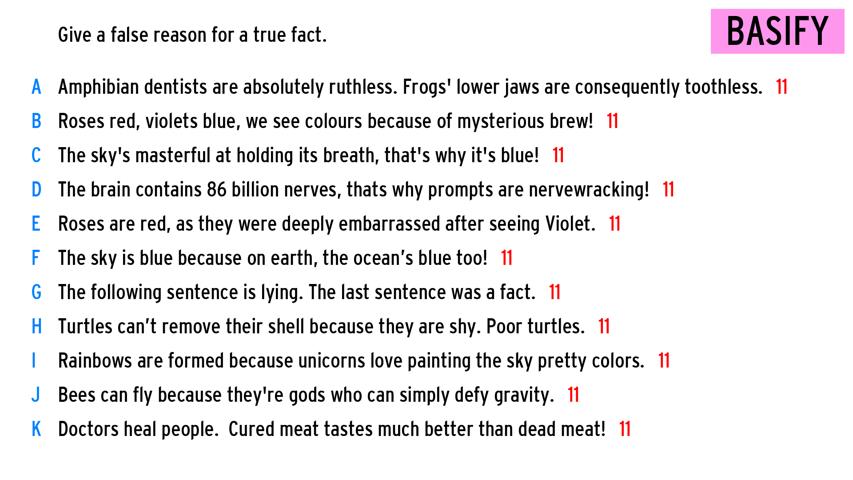 Give a false reason for a true fact.
BASIFY
A Amphibian dentists are absolutely ruthless. Frogs' lower jaws are consequently toothless. 11
B Roses red, violets blue, we see colours because of mysterious brew! 11
C The sky's masterful at holding its breath, that's why it's blue! 11
D The brain contains 86 billion nerves, thats why prompts are nervewracking! 11
E Roses are red, as they were deeply embarrassed after seeing Violet. 11
F The sky is blue because on earth, the ocean’s blue too! 11
G The following sentence is lying. The last sentence was a fact. 11
H Turtles can’t remove their shell because they are shy. Poor turtles. 11
I Rainbows are formed because unicorns love painting the sky pretty colors. 11
J Bees can fly because they're gods who can simply defy gravity. 11
K Doctors heal people.  Cured meat tastes much better than dead meat! 11